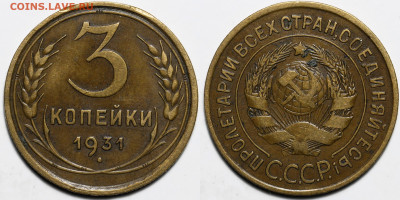 COINS.LAVE.RU
3
КОПЕЙКИ
1931
ПРОЛЕТАРИИ ВСЕХ СТРАН, СОЕДИНЯЙТЕСЬ!
С.С.С.Р.